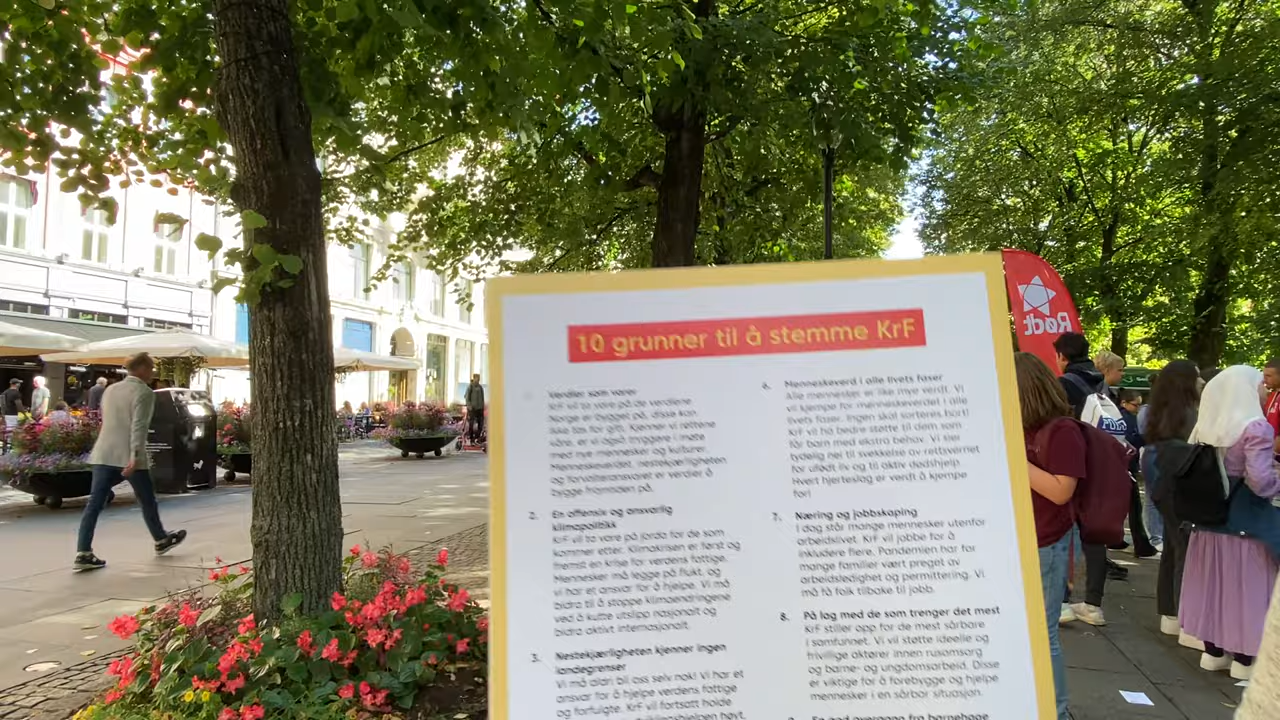 10 grunner til å stemme KrF
Verdier som varer
KrF vil ta vare på de verdiene
Norge er bygget på, disse kan
ikke tas for gitt. Kjenner vi røttene
våre, er vi også tryggere i møte
med nye mennesker og kulturer.
Menneskeverdet, nestekjærligheten
og forvalteransvaret er verdier å
bygge framtiden på.
2. En offensiv og ansvarlig
klimapolitikk
KrF vil ta vare på jorda for de som
kommer etter. Klimakrisen er først og
fremst en krise for verdens fattige.
Mennesker må legge på flukt, og
vi har et ansvar for å hjelpe. Vi må
bidra til å stoppe klimaendringene
ved å kutte utslipp nasjonalt og
bidra aktivt internasjonalt.
3. Nestekjærligheten kjenner ingen
landegrenser
Vi må aldri bli oss selv nok! Vi har et
ansvar for å hjelpe verdens fattige
og forfulgte. KrF vil fortsatt holde
høyt,
6. Menneskeverd i alle livets faser
Alle mennesker er like mye verdt. Vi
vil kjempe for menneskeverdet i alle
livets faser. Ingen skal sorteres bort!
KrF vil ha bedre støtte til dem som
får barn med ekstra behov. Vi sier
tydelig nei til svekkelse av rettsvernet
for ufødt liv og til aktiv dødshjelp.
Hvert hjerteslag er verdt å kjempe
for!
7. Næring og jobbskaping
I dag står mange mennesker utenfor
arbeidslivet. KrF vil jobbe for å
inkludere flere. Pandemien har for
mange familier vært preget av
arbeidsledighet og permittering. Vi
må få folk tilbake til jobb.
8. På lag med de som trenger det mest
KrF stiller opp for de mest sårbare
i samfunnet. Vi vil støtte ideelle og
frivillige aktører innen rusomsorg
og barne- og ungdomsarbeid. Disse
er viktige for å forebygge og hjelpe
mennesker i en sårbar situasjon.
9. En god overgang fra barnehage
Rødt